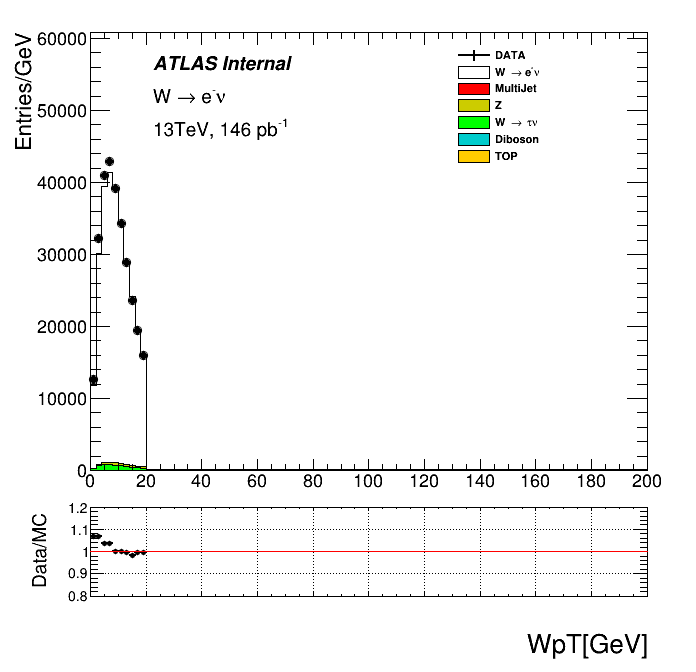 Entries/GeV
60000
50000
40000
30000
20000
10000
0
ATLAS Internal
W → e⁻ν
13TeV, 146 pb⁻¹
DATA
W → e⁻ν
MultiJet
Z
W → τν
Diboson
TOP
0 20 40 60 80 100 120 140 160 180 200
Data/MC
1.2
1.1
1
0.9
0.8
WpT[GeV]